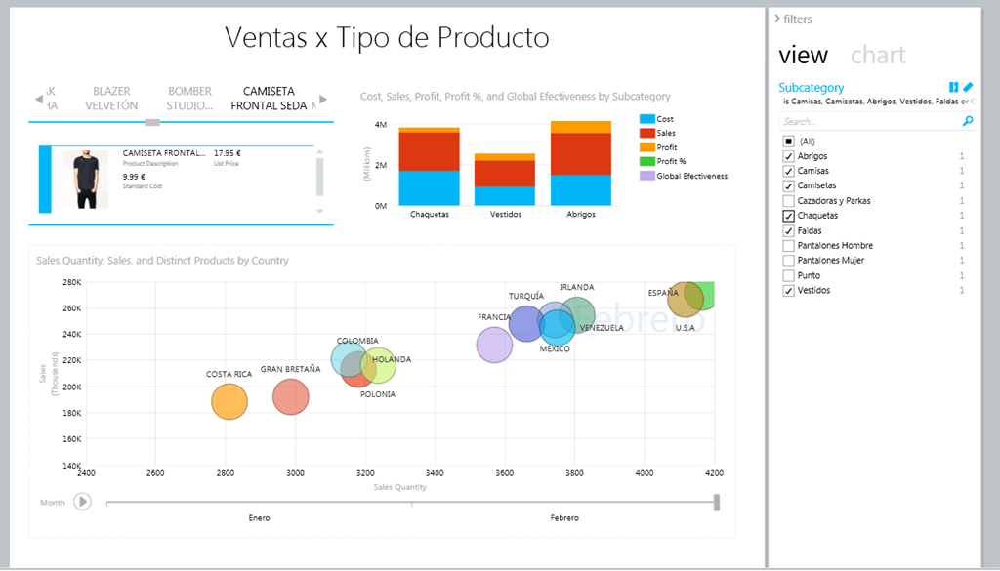 Ventas x Tipo de Producto
BLAZER
VELVETÓN
BOMBER
STUDIO...
CAMISETA
FRONTAL SEDA
CAMISETA FRONTAL...
Product Description
17.95 €
List Price
9.99 €
Standard Cost
Cost, Sales, Profit, Profit %, and Global Efectiveness by Subcategory
4M
2M
0M
(Millions)
Chaquetas
Vestidos
Abrigos
Cost
Sales
Profit
Profit %
Global Efectiveness
Sales Quantity, Sales, and Distinct Products by Country
280K
260K
240K
220K
200K
180K
160K
140K
Sales
(Thousands)
Febrero
IRLANDA
TURQUÍA
ESPAÑA
FRANCIA
VENEZUELA
U.S.A
MÉXICO
COLOMBIA
HOLANDA
GRAN BRETAÑA
COSTA RICA
POLONIA
2400
2600
2800
3000
3200
3400
3600
3800
4000
4200
Sales Quantity
Month
Enero
Febrero
filters
view chart
Subcategory
is Camisas, Camisetas, Abrigos, Vestidos, Faldas or
Search...
(All)
Abrigos 1
Camisas 1
Camisetas 1
Cazadoras y Parkas 1
Chaquetas 1
Faldas 1
Pantalones Hombre 1
Pantalones Mujer 1
Punto 1
Vestidos 1